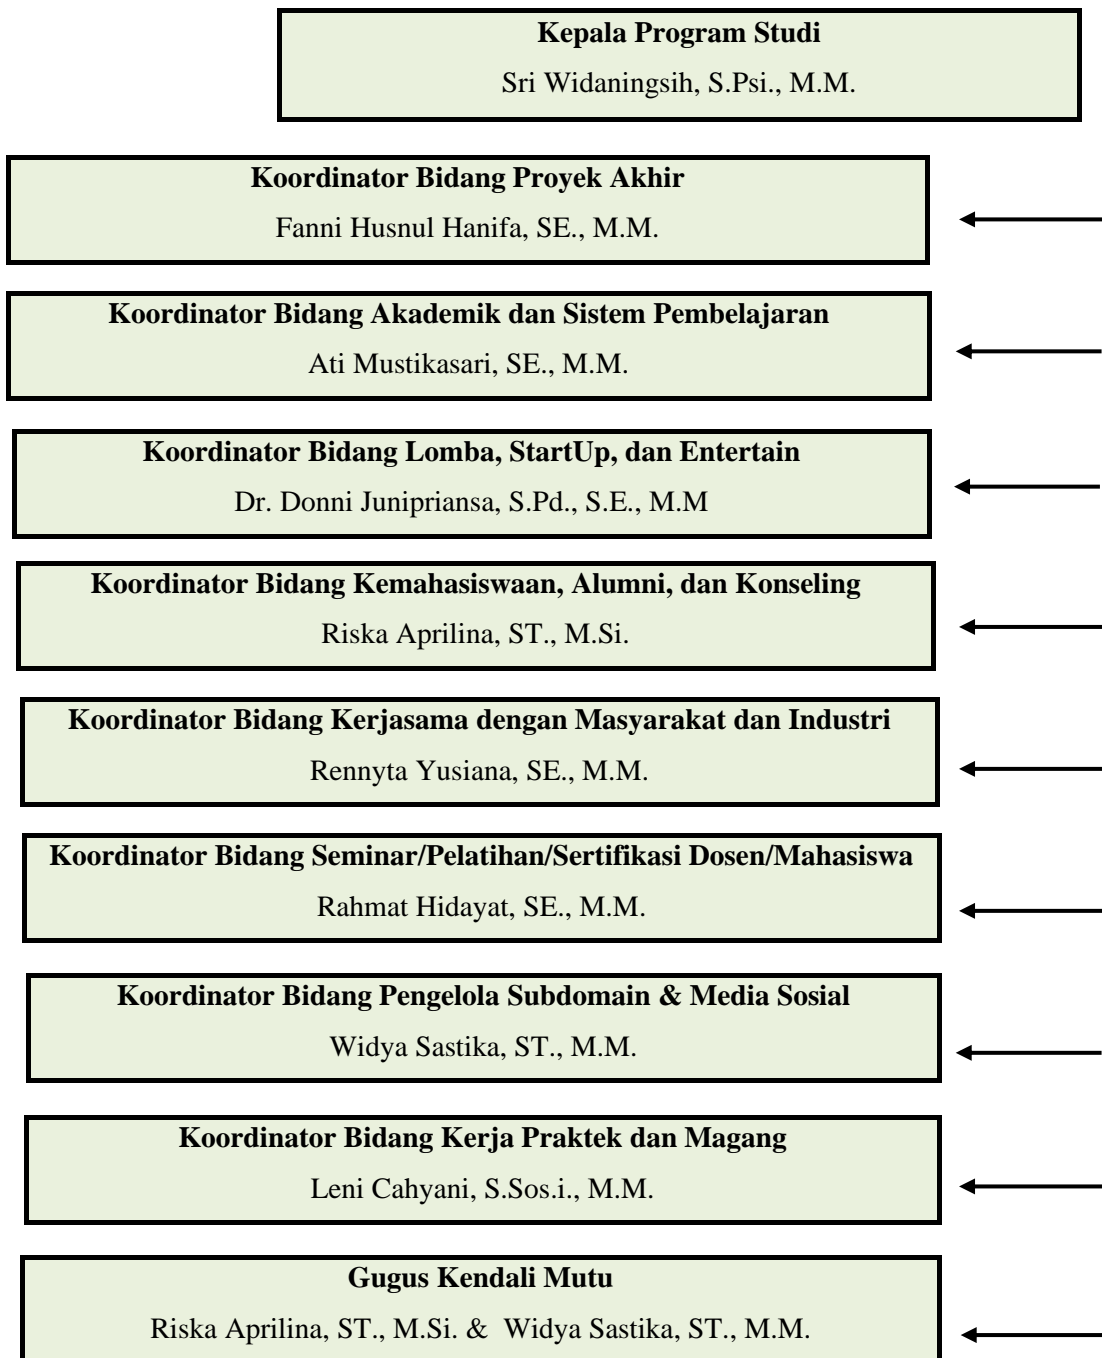 Kepala Program Studi
Sri Widaningsih, S.Psi., M.M.
Koordinator Bidang Proyek Akhir
Fanni Husnul Hanifa, SE., M.M.
Koordinator Bidang Akademik dan Sistem Pembelajaran
Ati Mustikasari, SE., M.M.
Koordinator Bidang Lomba, StartUp, dan Entertain
Dr. Donni Junipriansa, S.Pd., S.E., M.M
Koordinator Bidang Kemahasiswaan, Alumni, dan Konseling
Riska Aprilina, ST., M.Si.
Koordinator Bidang Kerjasama dengan Masyarakat dan Industri
Rennyta Yusiana, SE., M.M.
Koordinator Bidang Seminar/Pelatihan/Sertifikasi Dosen/Mahasiswa
Rahmat Hidayat, SE., M.M.
Koordinator Bidang Pengelola Subdomain & Media Sosial
Widya Sastika, ST., M.M.
Koordinator Bidang Kerja Praktek dan Magang
Leni Cahyani, S.Sos.i., M.M.
Gugus Kendali Mutu
Riska Aprilina, ST., M.Si. & Widya Sastika, ST., M.M.